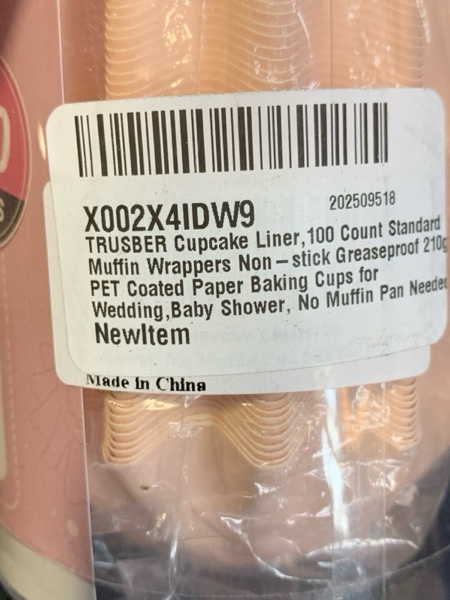 202509518
X002X4IDW9
TRUSBER Cupcake Liner,100 Count Standard
Muffin Wrappers Non-stick Greaseproof 210g
PET Coated Paper Baking Cups for
Wedding,Baby Shower, No Muffin Pan Needed
NewItem
Made in China